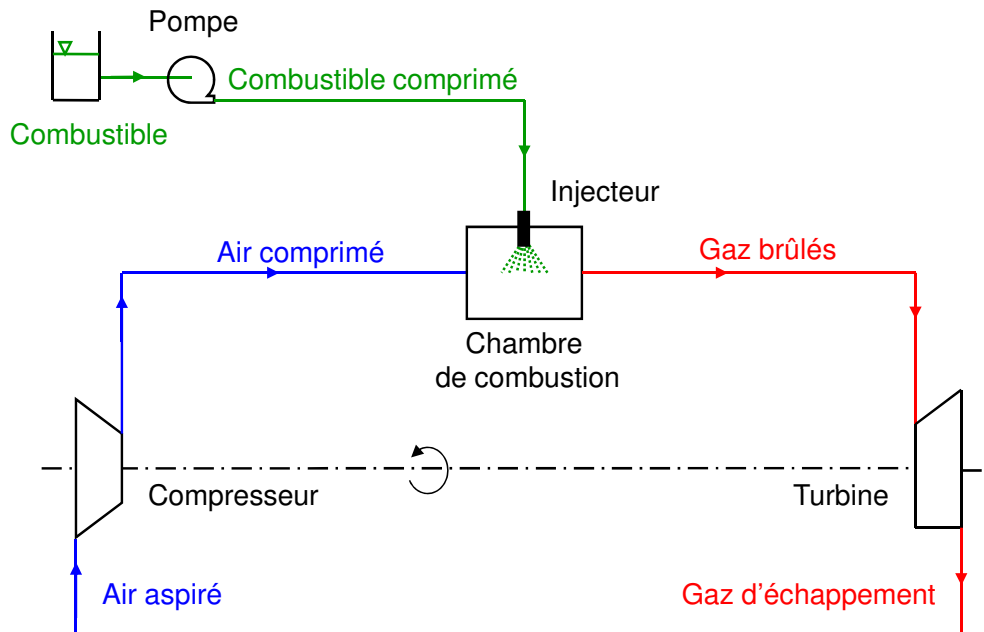 Pompe
Combustible comprimé
Combustible
Injecteur
Air comprimé
Gaz brûlés
Chambre
de combustion
Compresseur
Turbine
Air aspiré
Gaz d'échappement